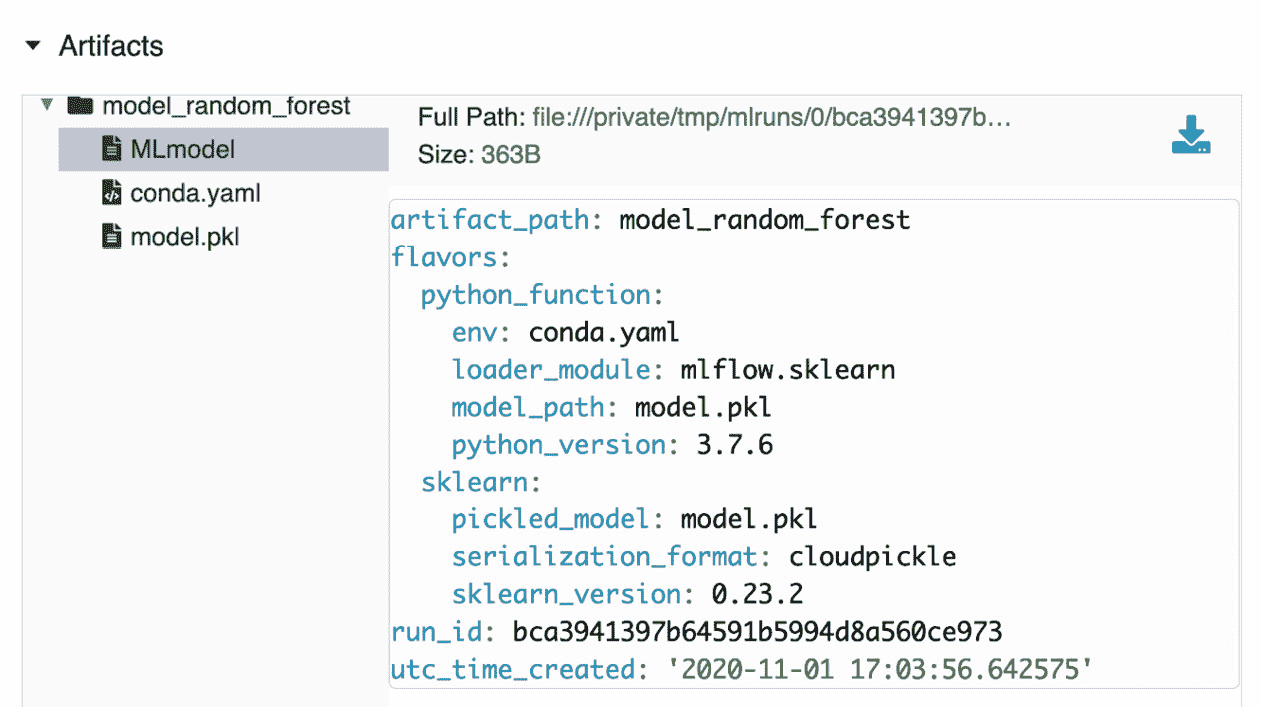 Artifacts
model_random_forest
MLmodel
conda.yaml
model.pkl
Full Path: file:///private/tmp/mlruns/0/bca3941397b...
Size: 363B
artifact_path: model_random_forest
flavors:
  python_function:
    env: conda.yaml
    loader_module: mlflow.sklearn
    model_path: model.pkl
    python_version: 3.7.6
  sklearn:
    pickled_model: model.pkl
    serialization_format: cloudpickle
    sklearn_version: 0.23.2
run_id: bca3941397b64591b5994d8a560ce973
utc_time_created: '2020-11-01 17:03:56.642575'